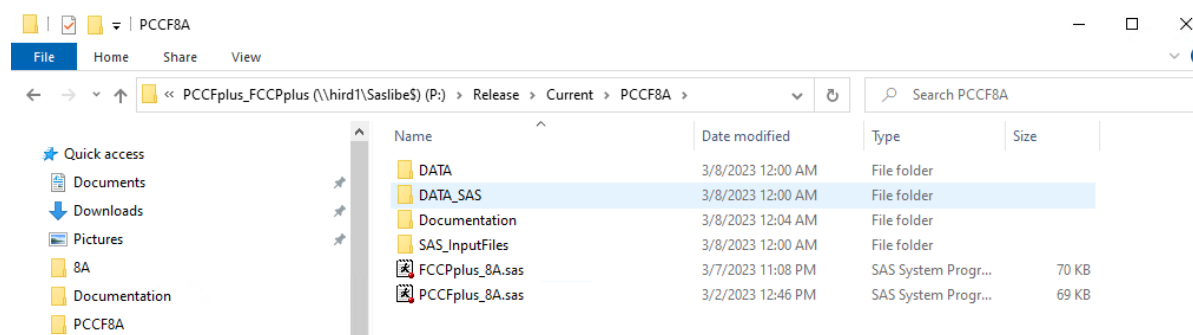 PCCF8A
File Home Share View
« PCCFplus_FCCPplus (\\hird1\Saslibe$) (P:) > Release > Current > PCCF8A > Search PCCF8A
Name Date modified Type Size
Quick access
Documents
Downloads
Pictures
8A
Documentation
PCCF8A
DATA 3/8/2023 12:00 AM File folder
DATA_SAS 3/8/2023 12:00 AM File folder
Documentation 3/8/2023 12:04 AM File folder
SAS_InputFiles 3/8/2023 12:00 AM File folder
FCCPplus_8A.sas 3/7/2023 11:08 PM SAS System Progr... 70 KB
PCCFplus_8A.sas 3/2/2023 12:46 PM SAS System Progr... 69 KB